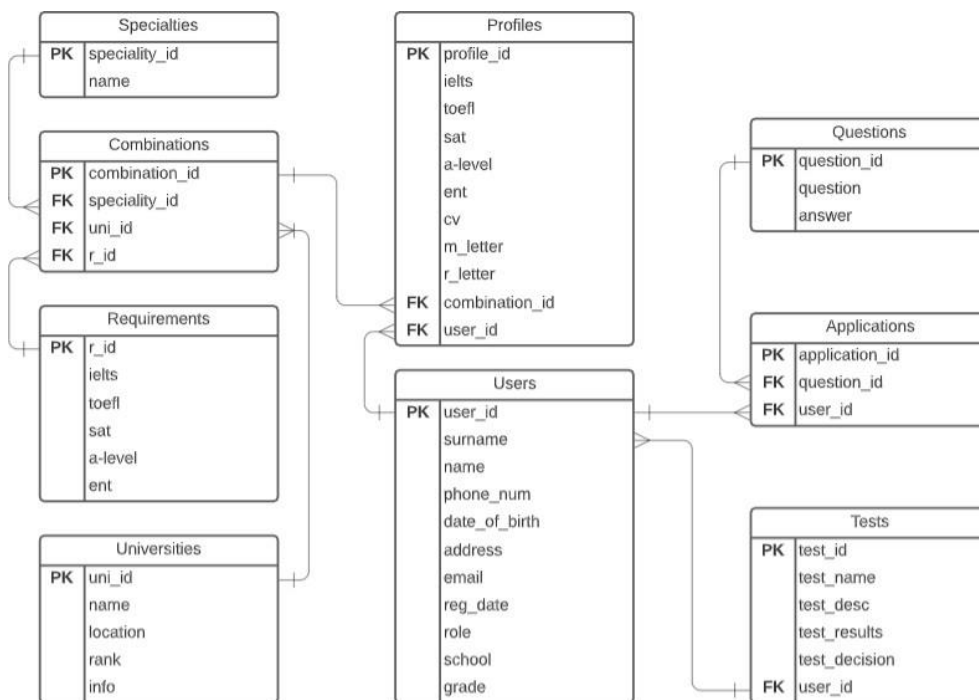 Specialties
PK speciality_id
name
Combinations
PK combination_id
FK speciality_id
FK uni_id
FK r_id
Requirements
PK r_id
ielts
toefl
sat
a-level
ent
Universities
PK uni_id
name
location
rank
info
Profiles
PK profile_id
ielts
toefl
sat
a-level
ent
cv
m_letter
r_letter
FK combination_id
FK user_id
Users
PK user_id
surname
name
phone_num
date_of_birth
address
email
reg_date
role
school
grade
Questions
PK question_id
question
answer
Applications
PK application_id
FK question_id
FK user_id
Tests
PK test_id
test_name
test_desc
test_results
test_decision
FK user_id